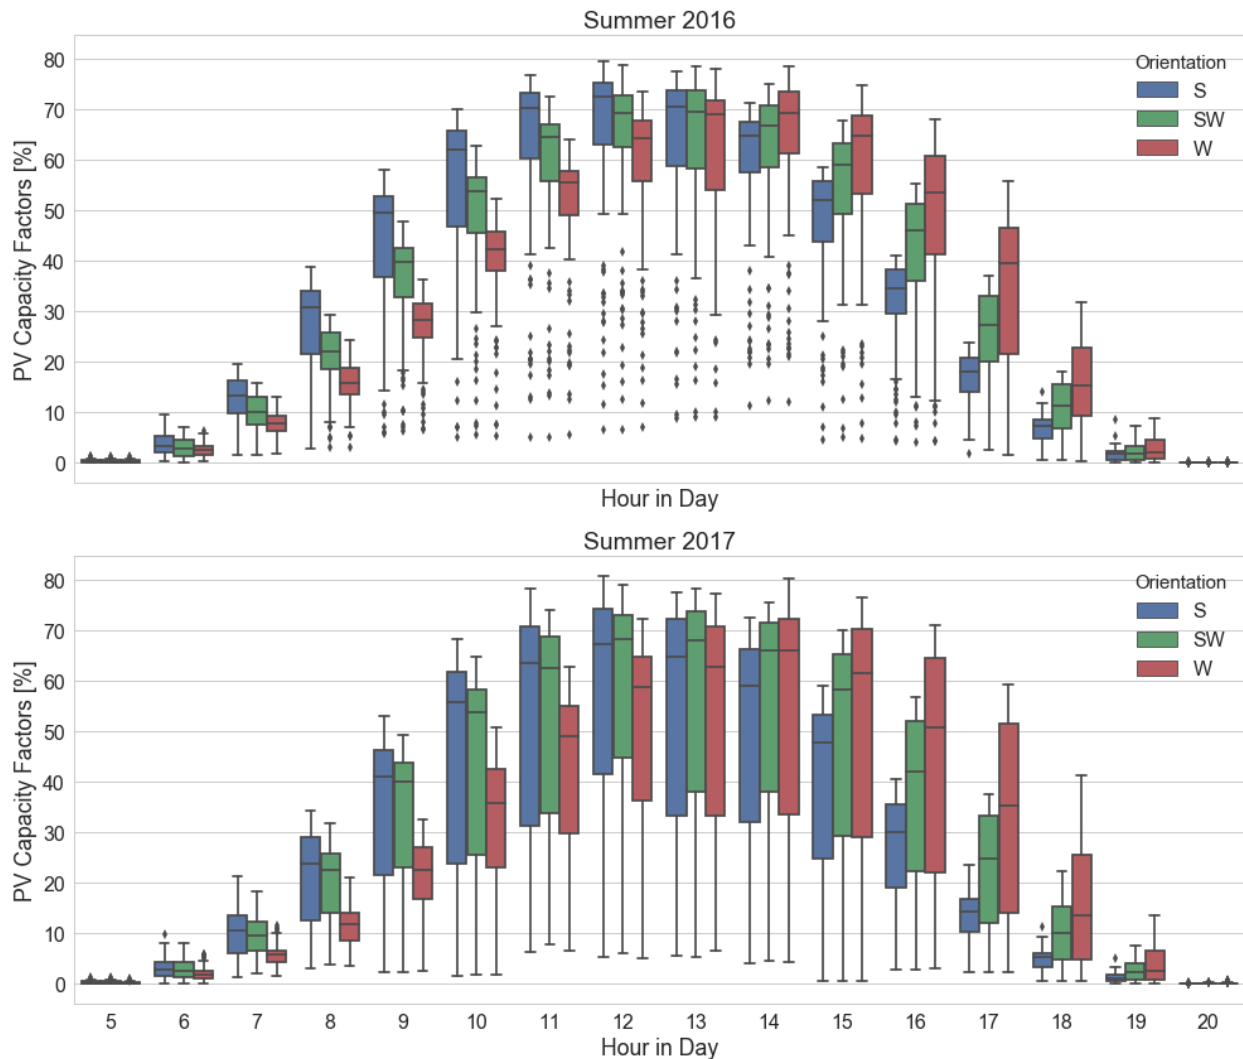 Summer 2016
PV Capacity Factors [%]
80
70
60
50
40
30
20
10
0
Orientation
S
SW
W
Hour in Day
Summer 2017
PV Capacity Factors [%]
80
70
60
50
40
30
20
10
0
Orientation
S
SW
W
5 6 7 8 9 10 11 12 13 14 15 16 17 18 19 20
Hour in Day